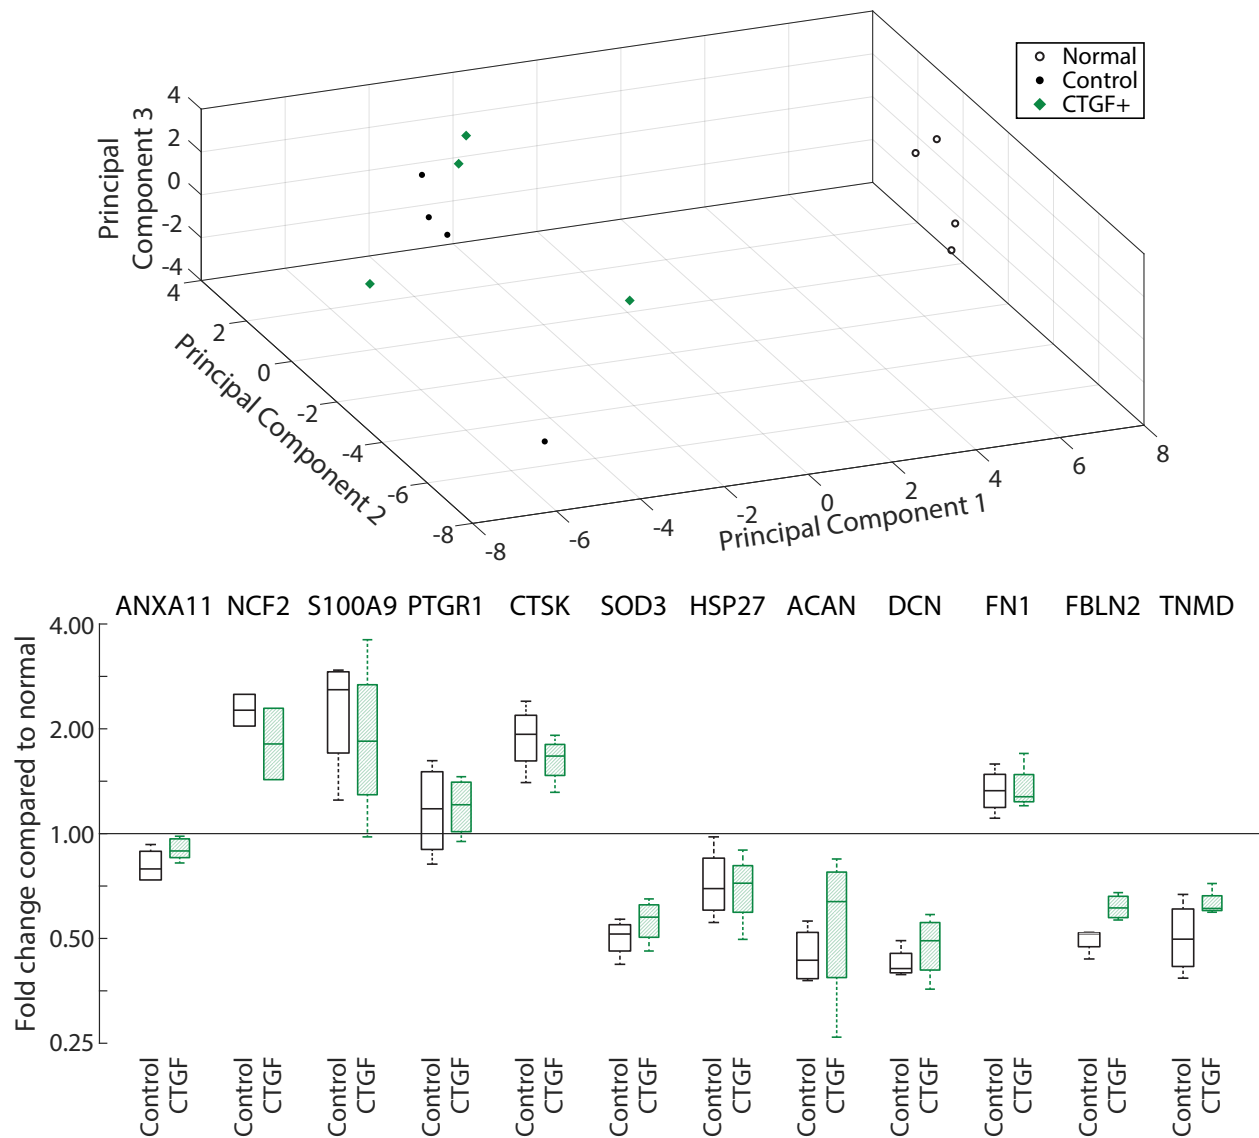 Normal
Control
CTGF+
Principal
Component 3
4
2
0
-2
-4
4
2
0
-2
-4
-6
-8
Principal Component 2
-8
-6
-4
-2
0
2
4
6
8
Principal Component 1
ANXA11 NCF2 S100A9 PTGR1 CTSK SOD3 HSP27 ACAN DCN FN1 FBLN2 TNMD
Fold change compared to normal
4.00
2.00
1.00
0.50
0.25
Control CTGF Control CTGF Control CTGF Control CTGF Control CTGF Control CTGF Control CTGF Control CTGF Control CTGF Control CTGF Control CTGF Control CTGF